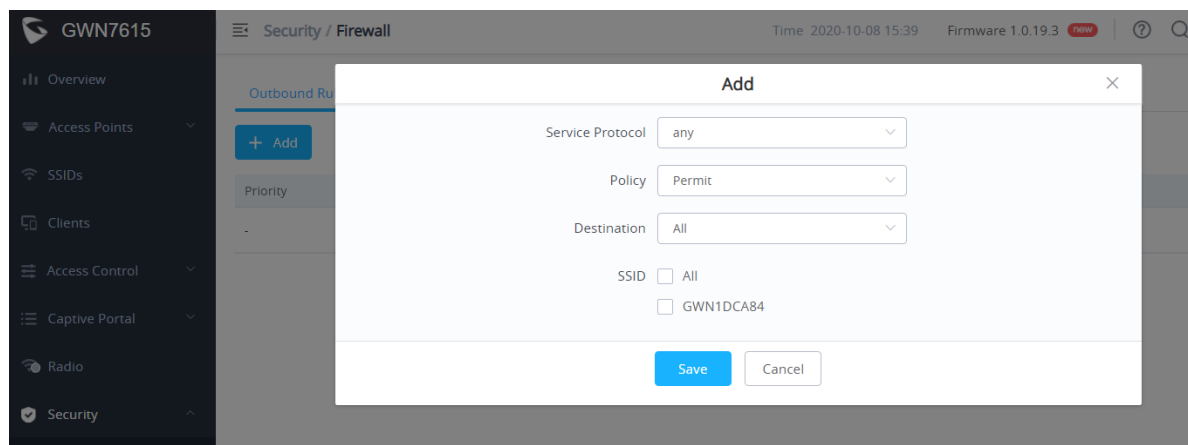 GWN7615
Security / Firewall
Time 2020-10-08 15:39
Firmware 1.0.19.3 new
Overview
Access Points
SSIDs
Clients
Access Control
Captive Portal
Radio
Security
Outbound Ru
+ Add
Priority
-
Add
Service Protocol any
Policy Permit
Destination All
SSID All
GWN1DCA84
Save Cancel